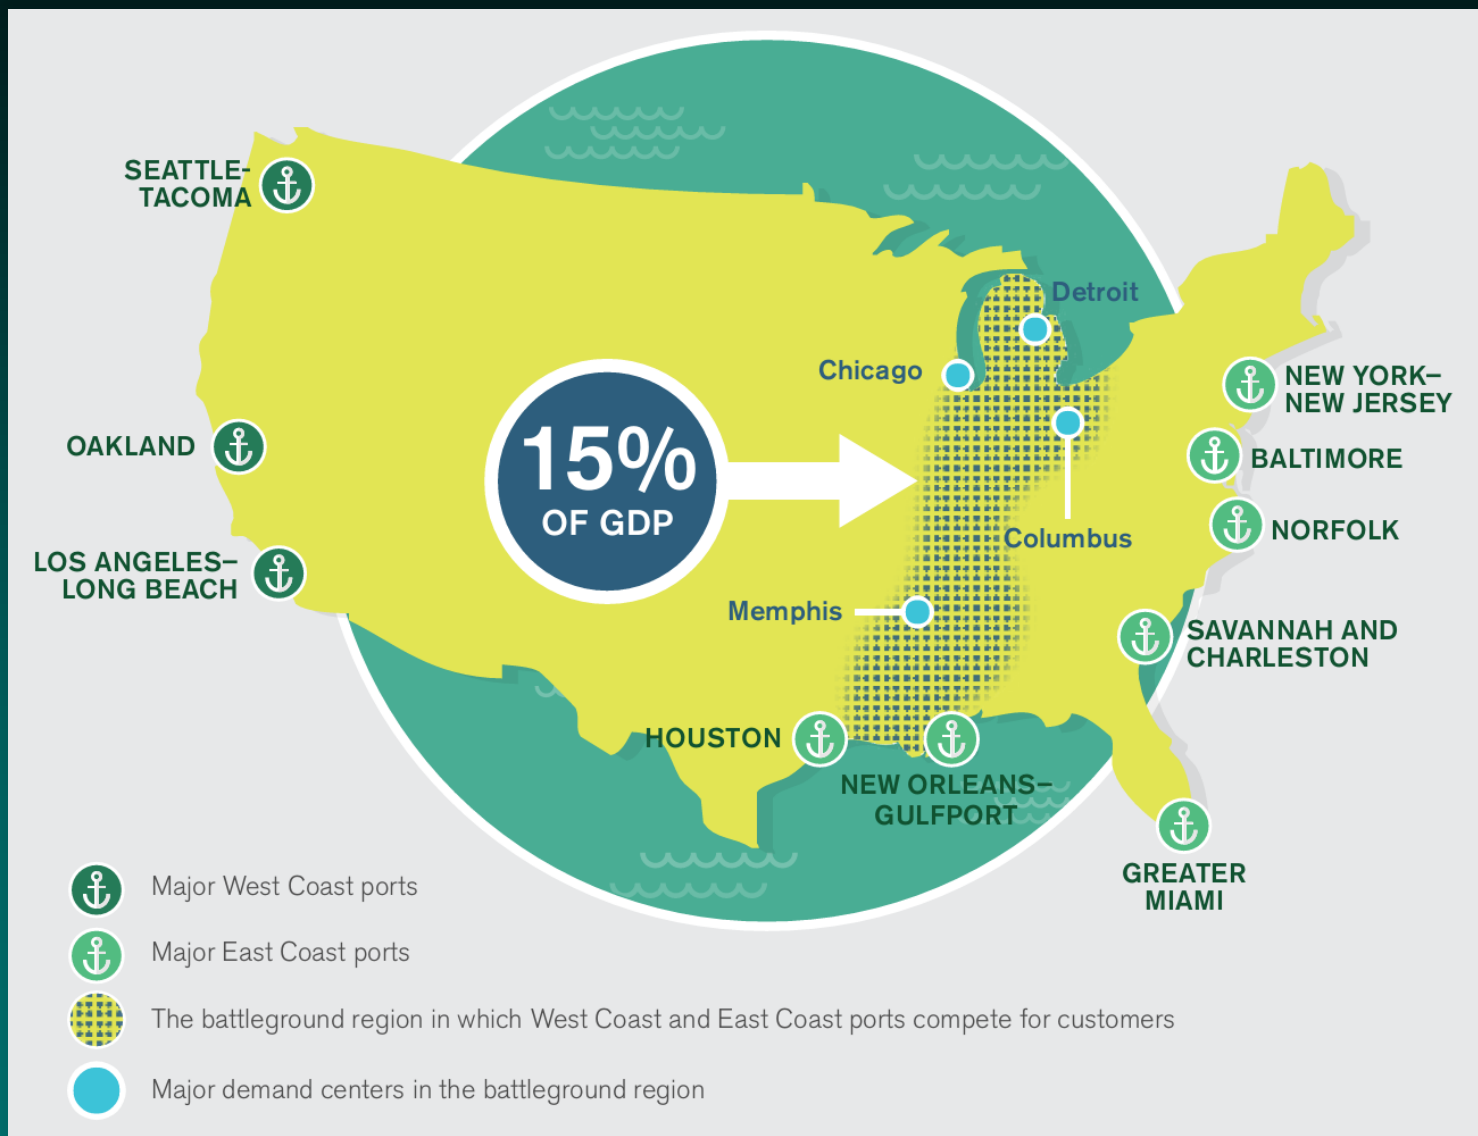 SEATTLE-
TACOMA
Detroit
Chicago
NEW YORK–
NEW JERSEY
15%
OF GDP
OAKLAND
BALTIMORE
NORFOLK
Columbus
LOS ANGELES–
LONG BEACH
Memphis
SAVANNAH AND
CHARLESTON
HOUSTON
NEW ORLEANS–
GULFPORT
GREATER
MIAMI
Major West Coast ports
Major East Coast ports
The battleground region in which West Coast and East Coast ports compete for customers
Major demand centers in the battleground region